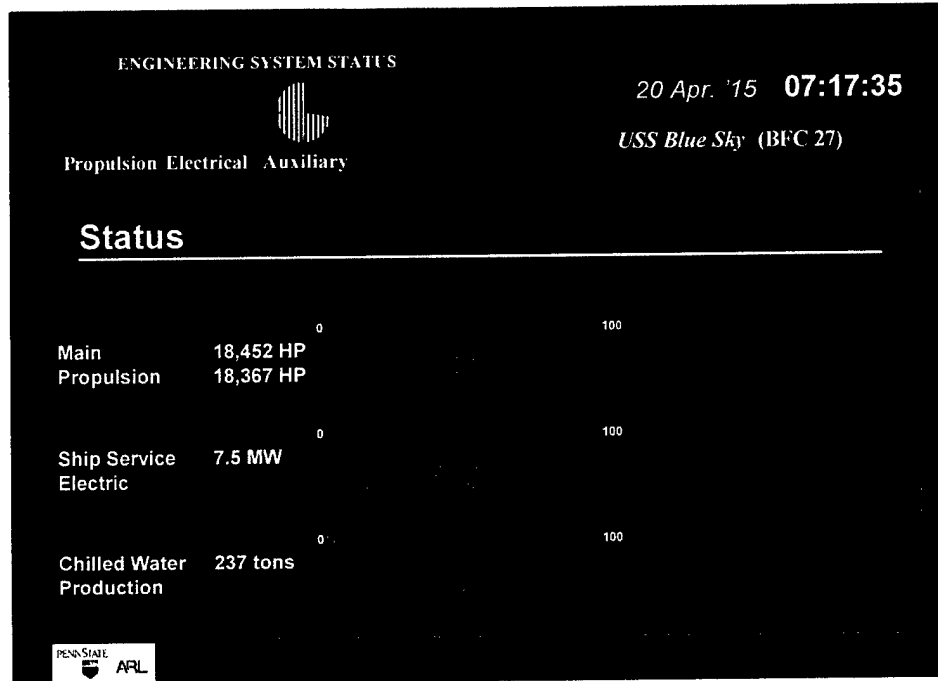 ENGINEERING SYSTEM STATUS
20 Apr. '15 07:17:35
USS Blue Sky (BFC 27)
Propulsion Electrical Auxiliary
Status
0 100
Main 18,452 HP
Propulsion 18,367 HP
0 100
Ship Service 7.5 MW
Electric
0 100
Chilled Water 237 tons
Production
PENNSTATE
ARL